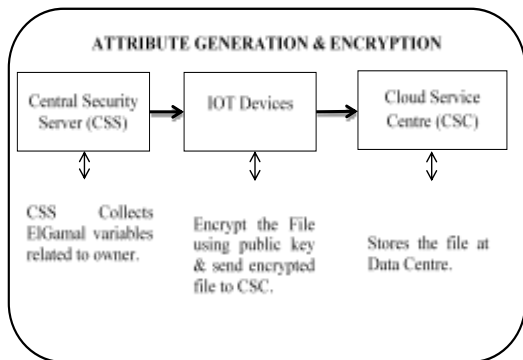 ATTRIBUTE GENERATION & ENCRYPTION
Central Security
Server (CSS)
IOT Devices
Cloud Service
Centre (CSC)
CSS Collects
ElGamal variables
related to owner.
Encrypt the File
using public key
& send encrypted
file to CSC.
Stores the file at
Data Centre.